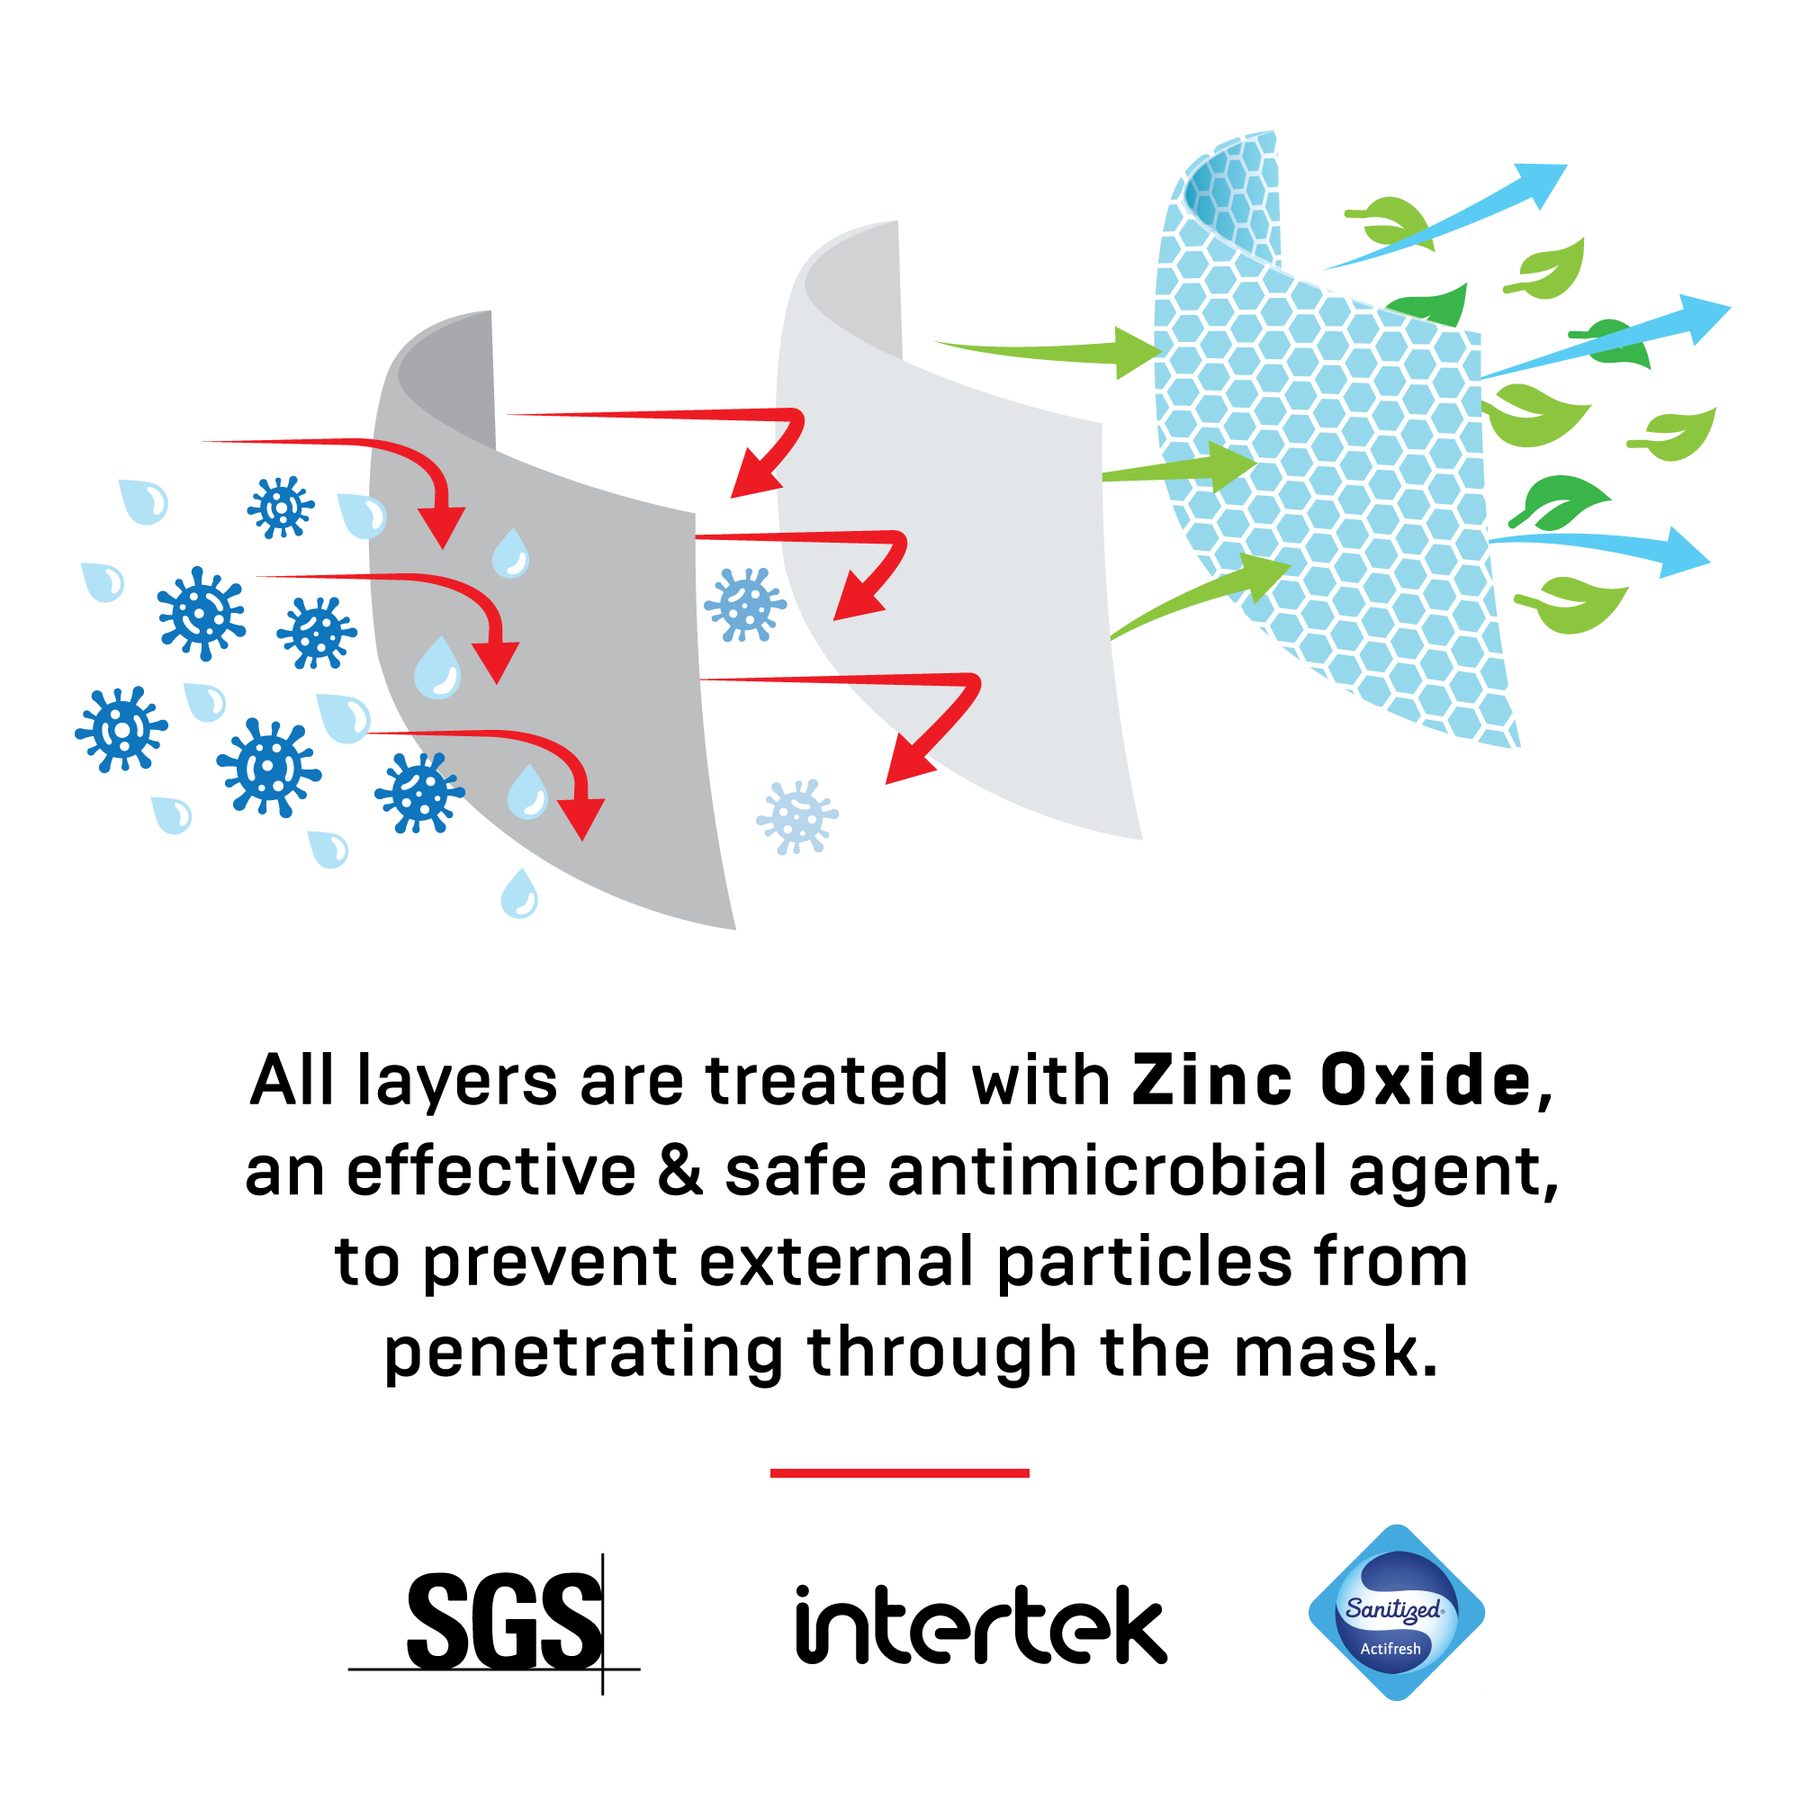 All layers are treated with Zinc Oxide,
an effective & safe antimicrobial agent,
to prevent external particles from
penetrating through the mask.
SGS
intertek
Sanitized®
Actifresh